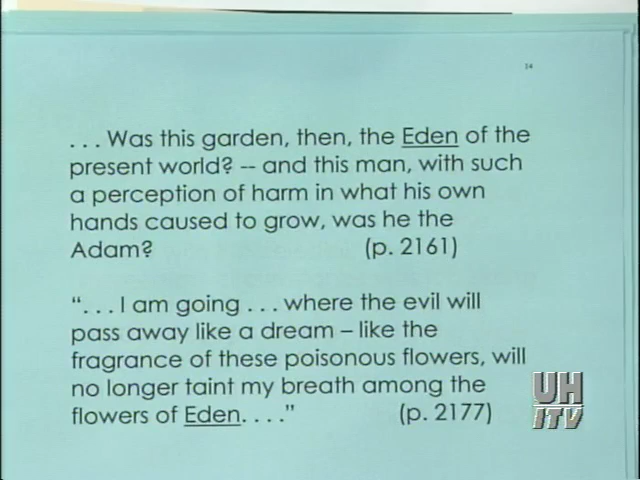 14
. . . Was this garden, then, the Eden of the
present world? -- and this man, with such
a perception of harm in what his own
hands caused to grow, was he the
Adam? (p. 2161)
“. . . I am going . . . where the evil will
pass away like a dream – like the
fragrance of these poisonous flowers, will
no longer taint my breath among the
flowers of Eden. . . .” (p. 2177)
UH
ITV